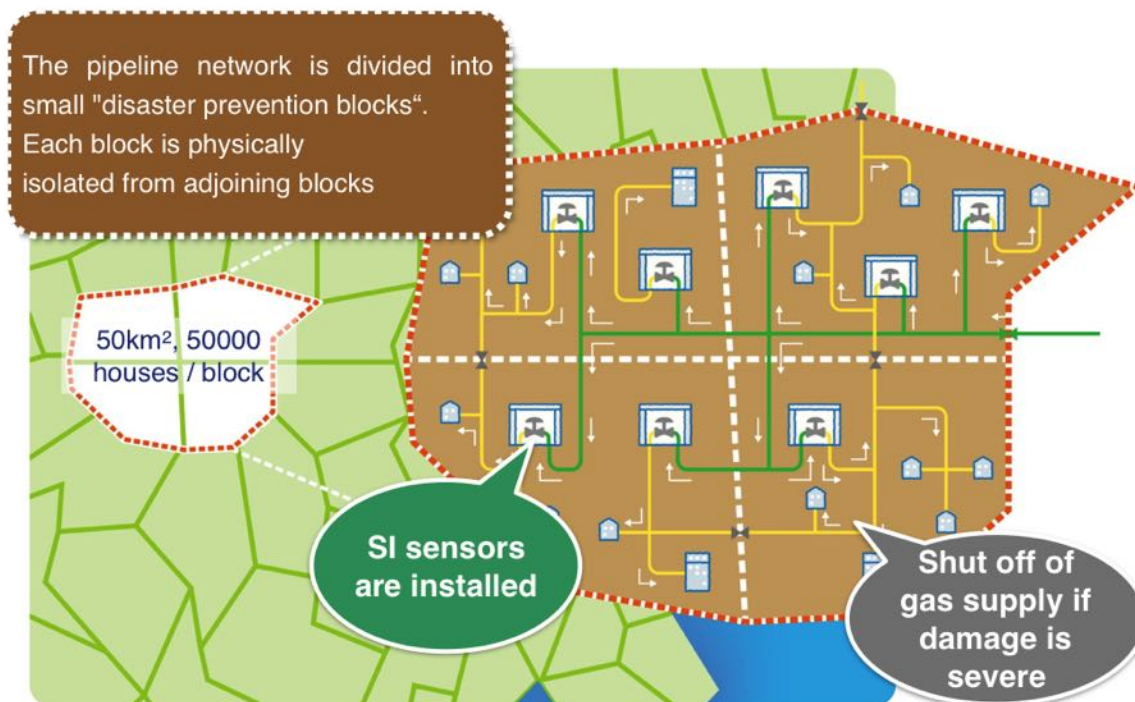 The pipeline network is divided into
small "disaster prevention blocks“.
Each block is physically
isolated from adjoining blocks
50km², 50000
houses / block
SI sensors
are installed
Shut off of
gas supply if
damage is
severe